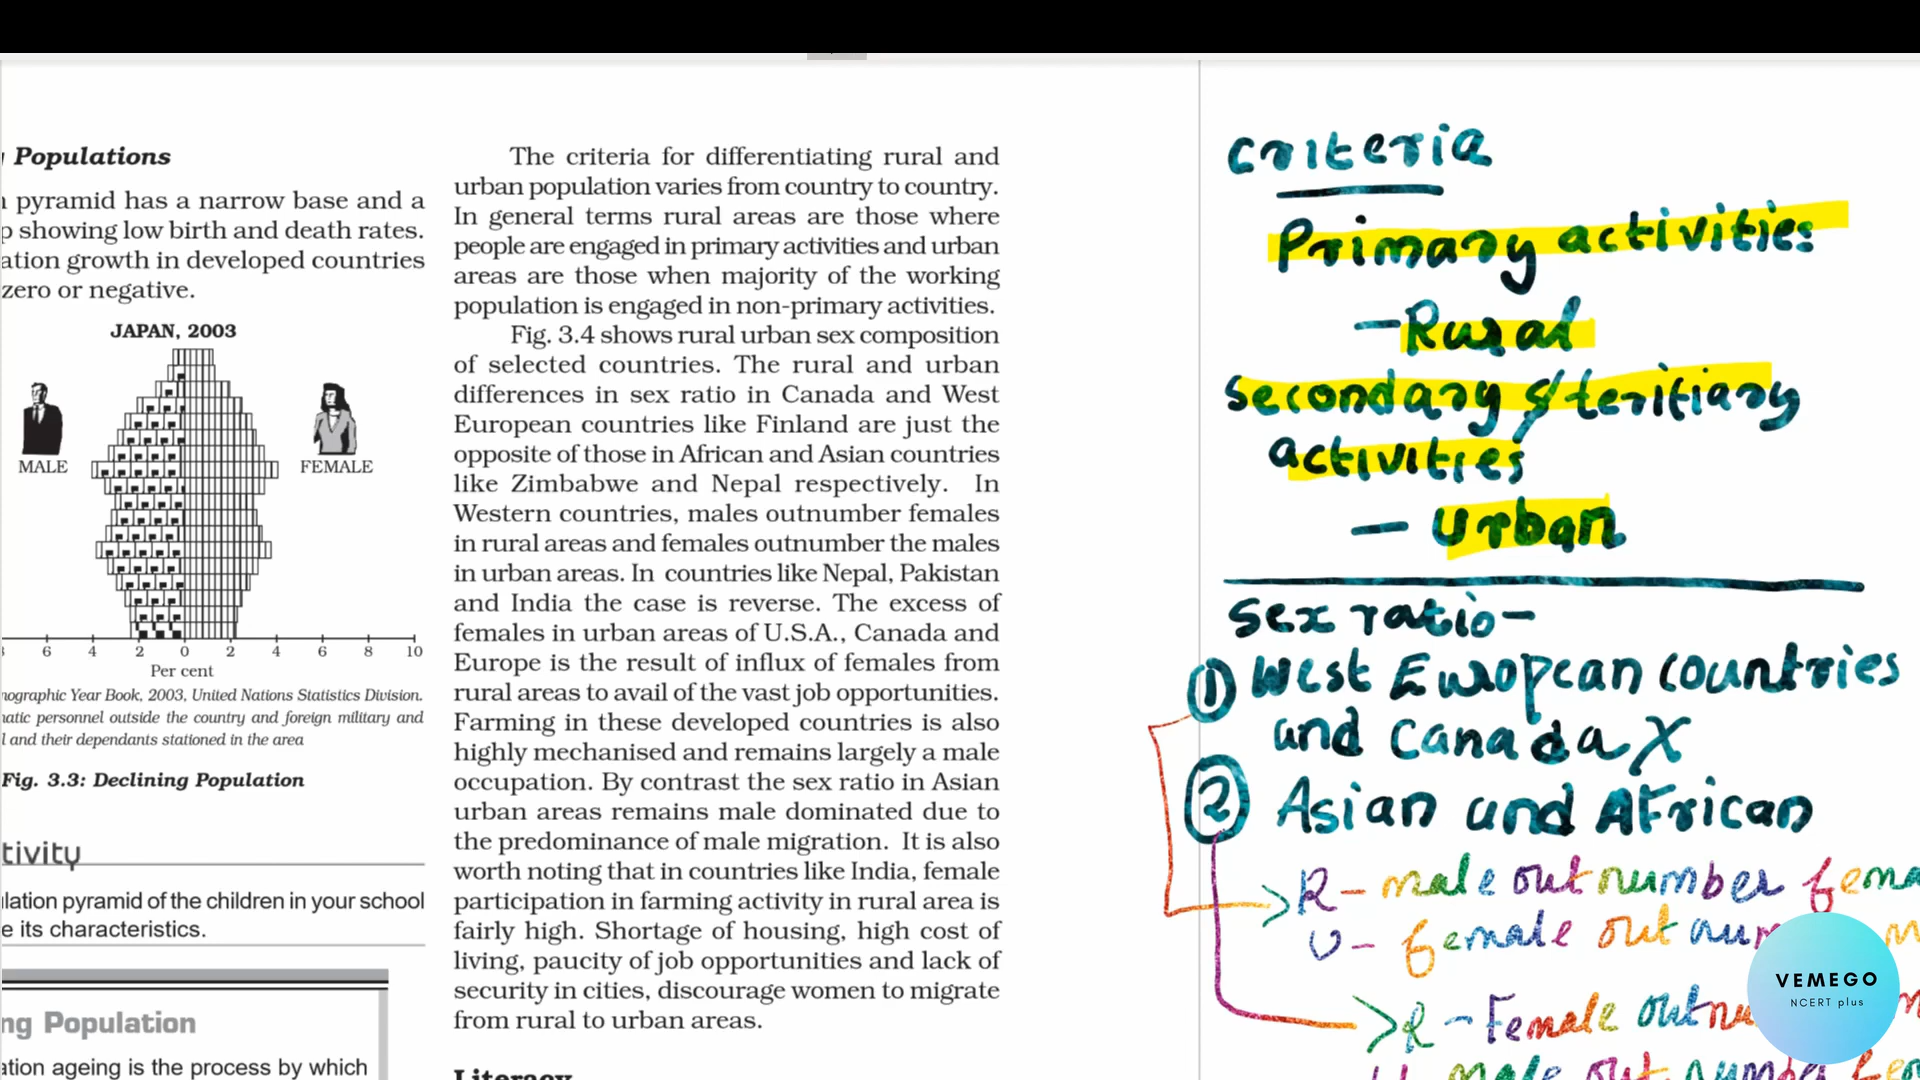 Populations
pyramid has a narrow base and a
showing low birth and death rates.
ation growth in developed countries
zero or negative.
JAPAN, 2003
MALE
FEMALE
6 4 2 0 2 4 6 8 10
Per cent
nographic Year Book, 2003, United Nations Statistics Division.
natic personnel outside the country and foreign military and
l and their dependants stationed in the area
Fig. 3.3: Declining Population
tivity
lation pyramid of the children in your school
e its characteristics.
ng Population
ation ageing is the process by which
The criteria for differentiating rural and
urban population varies from country to country.
In general terms rural areas are those where
people are engaged in primary activities and urban
areas are those when majority of the working
population is engaged in non-primary activities.
Fig. 3.4 shows rural urban sex composition
of selected countries. The rural and urban
differences in sex ratio in Canada and West
European countries like Finland are just the
opposite of those in African and Asian countries
like Zimbabwe and Nepal respectively. In
Western countries, males outnumber females
in rural areas and females outnumber the males
in urban areas. In countries like Nepal, Pakistan
and India the case is reverse. The excess of
females in urban areas of U.S.A., Canada and
Europe is the result of influx of females from
rural areas to avail of the vast job opportunities.
Farming in these developed countries is also
highly mechanised and remains largely a male
occupation. By contrast the sex ratio in Asian
urban areas remains male dominated due to
the predominance of male migration. It is also
worth noting that in countries like India, female
participation in farming activity in rural area is
fairly high. Shortage of housing, high cost of
living, paucity of job opportunities and lack of
security in cities, discourage women to migrate
from rural to urban areas.
Literacy
Criteria
Primary activities
- Rural
Secondary & teritiary
activities
- Urban
Sex ratio-
① West European countries
and Canada X
② Asian and African
R - male out number fema
U - female out num
R - Female outnu
U male out number fe
VEMEGO
NCERT plus